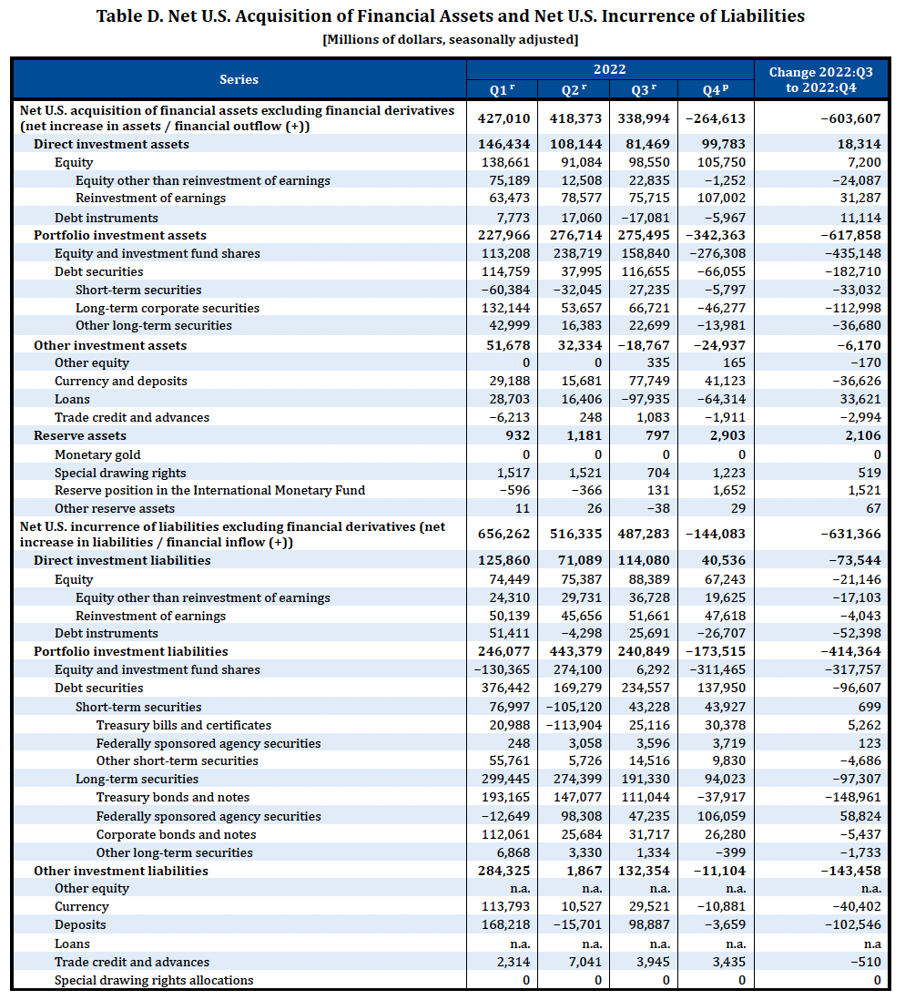 Table D. Net U.S. Acquisition of Financial Assets and Net U.S. Incurrence of Liabilities
[Millions of dollars, seasonally adjusted]
Series 2022 Change 2022:Q3 to 2022:Q4
Q1 r Q2 r Q3 r Q4 p
Net U.S. acquisition of financial assets excluding financial derivatives
(net increase in assets / financial outflow (+)) 427,010 418,373 338,994 −264,613 −603,607
Direct investment assets 146,434 108,144 81,469 99,783 18,314
Equity 138,661 91,084 98,550 105,750 7,200
Equity other than reinvestment of earnings 75,189 12,508 22,835 −1,252 −24,087
Reinvestment of earnings 63,473 78,577 75,715 107,002 31,287
Debt instruments 7,773 17,060 −17,081 −5,967 11,114
Portfolio investment assets 227,966 276,714 275,495 −342,363 −617,858
Equity and investment fund shares 113,208 238,719 158,840 −276,308 −435,148
Debt securities 114,759 37,995 116,655 −66,055 −182,710
Short-term securities −60,384 −32,045 27,235 −5,797 −33,032
Long-term corporate securities 132,144 53,657 66,721 −46,277 −112,998
Other long-term securities 42,999 16,383 22,699 −13,981 −36,680
Other investment assets 51,678 32,334 −18,767 −24,937 −6,170
Other equity 0 0 335 165 −170
Currency and deposits 29,188 15,681 77,749 41,123 −36,626
Loans 28,703 16,406 −97,935 −64,314 33,621
Trade credit and advances −6,213 248 1,083 −1,911 −2,994
Reserve assets 932 1,181 797 2,903 2,106
Monetary gold 0 0 0 0 0
Special drawing rights 1,517 1,521 704 1,223 519
Reserve position in the International Monetary Fund −596 −366 131 1,652 1,521
Other reserve assets 11 26 −38 29 67
Net U.S. incurrence of liabilities excluding financial derivatives (net
increase in liabilities / financial inflow (+)) 656,262 516,335 487,283 −144,083 −631,366
Direct investment liabilities 125,860 71,089 114,080 40,536 −73,544
Equity 74,449 75,387 88,389 67,243 −21,146
Equity other than reinvestment of earnings 24,310 29,731 36,728 19,625 −17,103
Reinvestment of earnings 50,139 45,656 51,661 47,618 −4,043
Debt instruments 51,411 −4,298 25,691 −26,707 −52,398
Portfolio investment liabilities 246,077 443,379 240,849 −173,515 −414,364
Equity and investment fund shares −130,365 274,100 6,292 −311,465 −317,757
Debt securities 376,442 169,279 234,557 137,950 −96,607
Short-term securities 76,997 −105,120 43,228 43,927 699
Treasury bills and certificates 20,988 −113,904 25,116 30,378 5,262
Federally sponsored agency securities 248 3,058 3,596 3,719 123
Other short-term securities 55,761 5,726 14,516 9,830 −4,686
Long-term securities 299,445 274,399 191,330 94,023 −97,307
Treasury bonds and notes 193,165 147,077 111,044 −37,917 −148,961
Federally sponsored agency securities −12,649 98,308 47,235 106,059 58,824
Corporate bonds and notes 112,061 25,684 31,717 26,280 −5,437
Other long-term securities 6,868 3,330 1,334 −399 −1,733
Other investment liabilities 284,325 1,867 132,354 −11,104 −143,458
Other equity n.a. n.a. n.a. n.a. n.a.
Currency 113,793 10,527 29,521 −10,881 −40,402
Deposits 168,218 −15,701 98,887 −3,659 −102,546
Loans n.a. n.a. n.a. n.a. n.a
Trade credit and advances 2,314 7,041 3,945 3,435 −510
Special drawing rights allocations 0 0 0 0 0